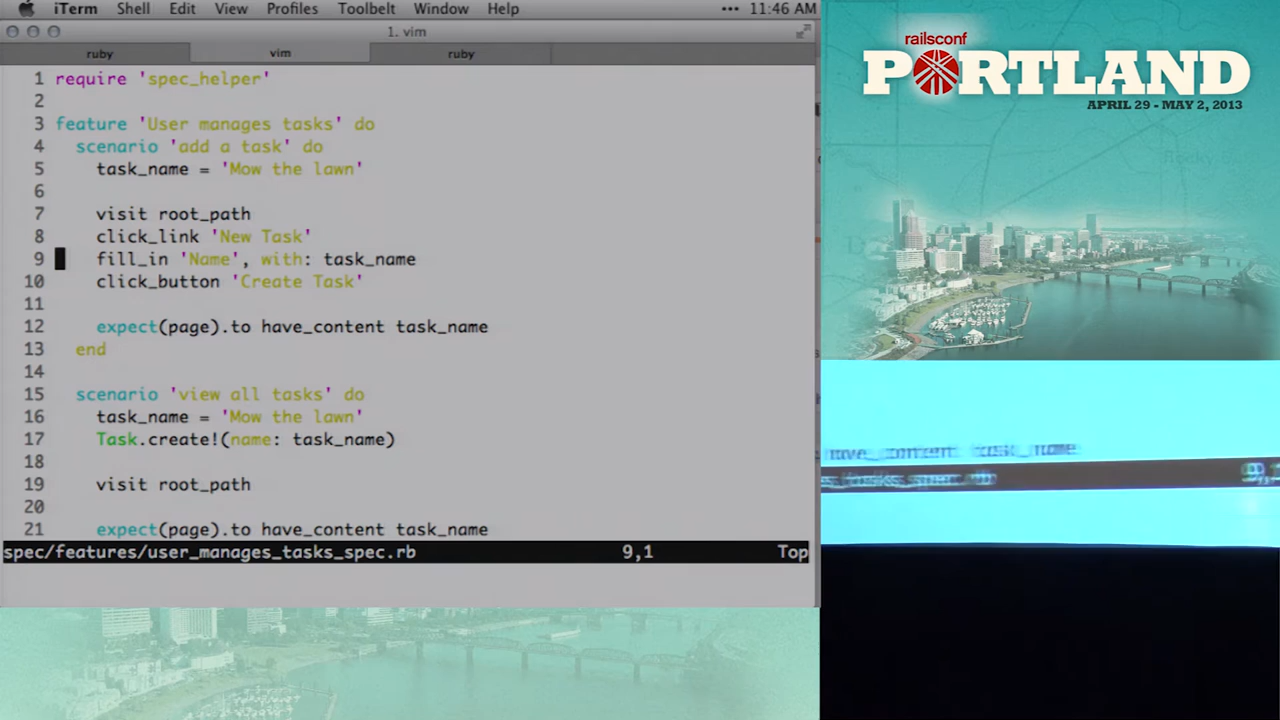 iTerm Shell Edit View Profiles Toolbelt Window Help ••• 11:46 AM
1. vim
ruby vim ruby
1 require 'spec_helper'
2
3 feature 'User manages tasks' do
4 scenario 'add a task' do
5 task_name = 'Mow the lawn'
6
7 visit root_path
8 click_link 'New Task'
9 fill_in 'Name', with: task_name
10 click_button 'Create Task'
11
12 expect(page).to have_content task_name
13 end
14
15 scenario 'view all tasks' do
16 task_name = 'Mow the lawn'
17 Task.create!(name: task_name)
18
19 visit root_path
20
21 expect(page).to have_content task_name
spec/features/user_manages_tasks_spec.rb 9,1 Top
railsconf
PORTLAND
APRIL 29 - MAY 2, 2013
have_content task_name
s_tasks_spec.rb 9,